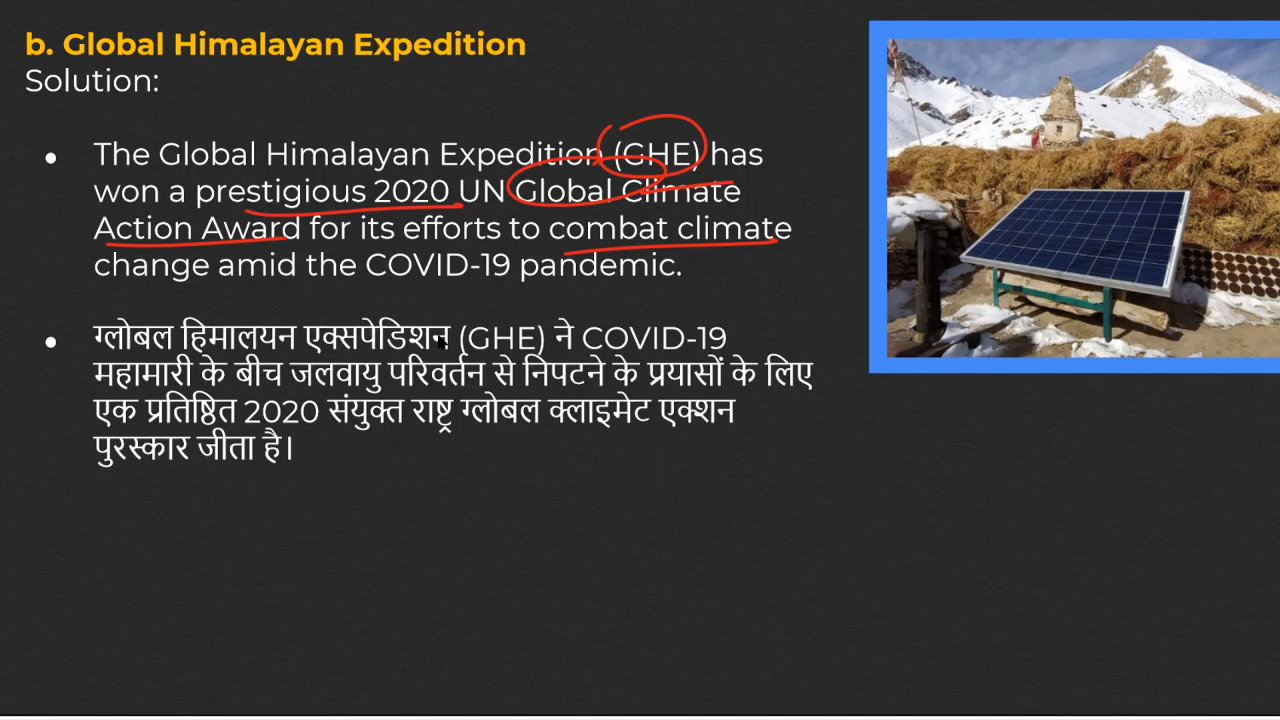 b. Global Himalayan Expedition
Solution:
● The Global Himalayan Expedition (GHE) has
won a prestigious 2020 UN Global Climate
Action Award for its efforts to combat climate
change amid the COVID-19 pandemic.
● ग्लोबल हिमालयन एक्सपेडिशन (GHE) ने COVID-19
महामारी के बीच जलवायु परिवर्तन से निपटने के प्रयासों के लिए
एक प्रतिष्ठित 2020 संयुक्त राष्ट्र ग्लोबल क्लाइमेट एक्शन
पुरस्कार जीता है।